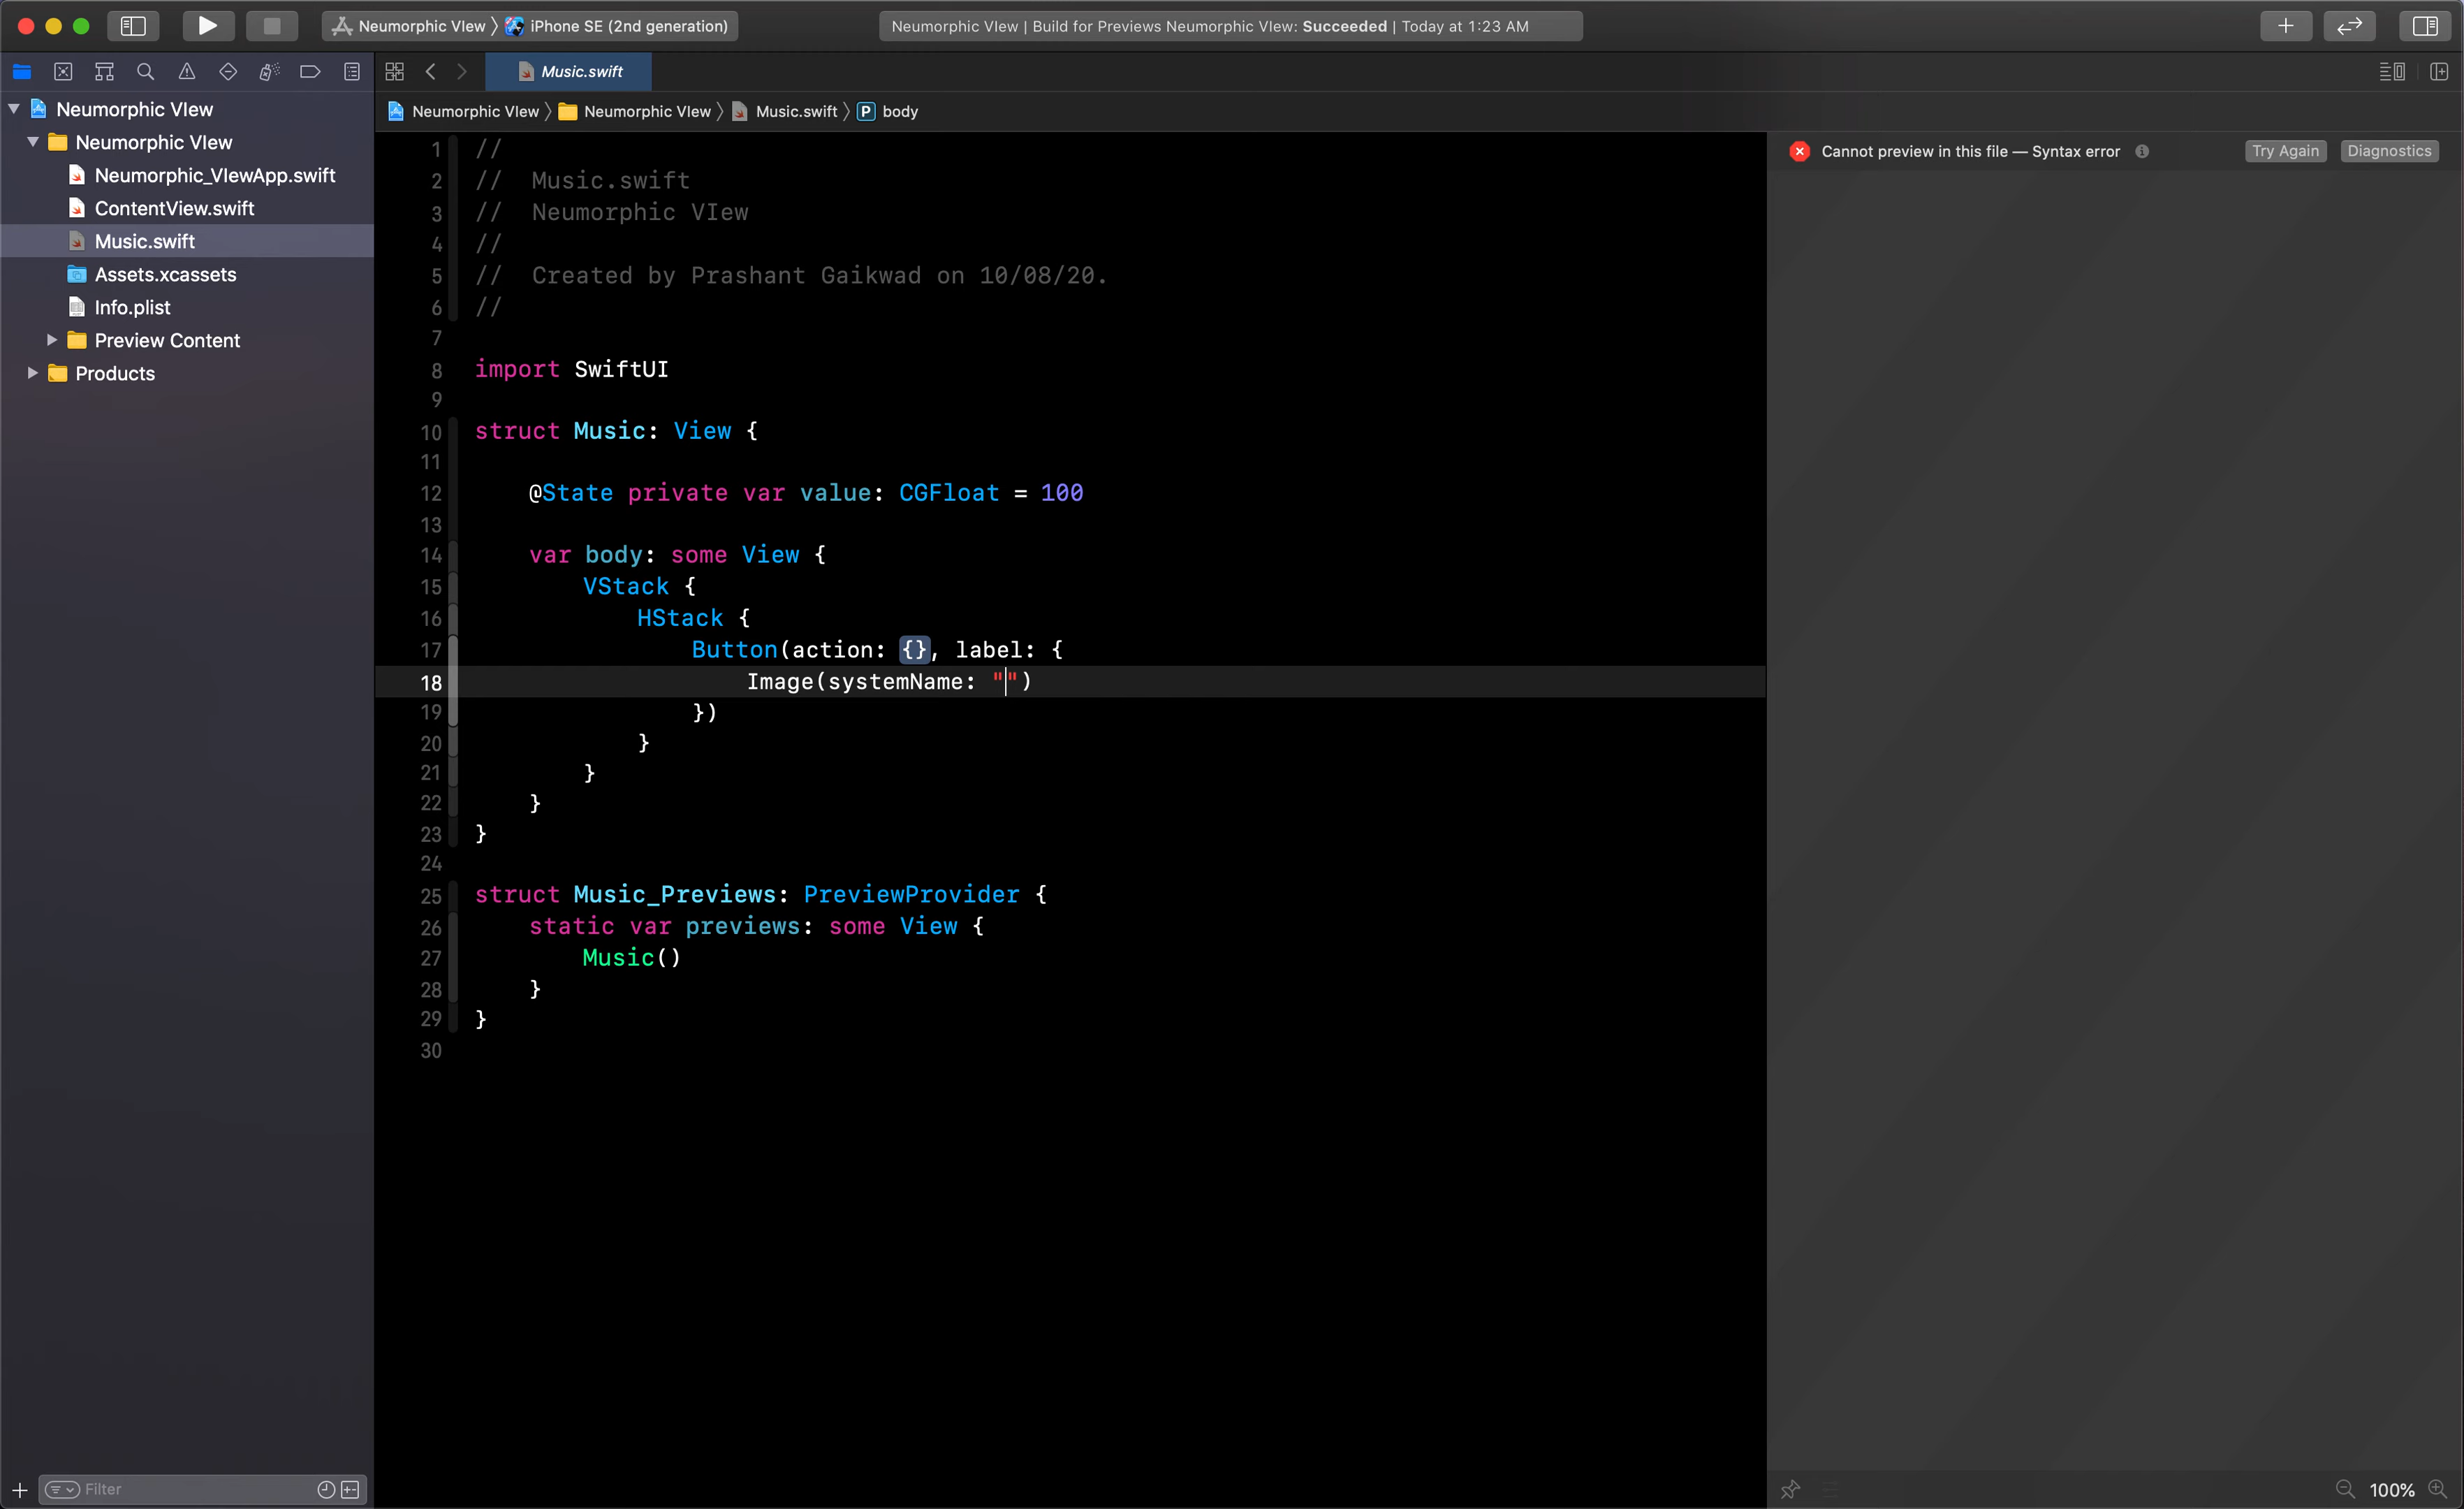 Neumorphic VIew 〉 iPhone SE (2nd generation)
Neumorphic VIew | Build for Previews Neumorphic VIew: Succeeded | Today at 1:23 AM
Music.swift
Neumorphic VIew
Neumorphic VIew
Neumorphic_VIewApp.swift
ContentView.swift
Music.swift
Assets.xcassets
Info.plist
Preview Content
Products
Filter
Neumorphic VIew 〉 Neumorphic VIew 〉 Music.swift 〉 P body
1 //
2 //  Music.swift
3 //  Neumorphic VIew
4 //
5 //  Created by Prashant Gaikwad on 10/08/20.
6 //
7
8 import SwiftUI
9
10 struct Music: View {
11
12     @State private var value: CGFloat = 100
13
14     var body: some View {
15         VStack {
16             HStack {
17                 Button(action: {}, label: {
18                     Image(systemName: "")
19                 })
20             }
21         }
22     }
23 }
24
25 struct Music_Previews: PreviewProvider {
26     static var previews: some View {
27         Music()
28     }
29 }
30
Cannot preview in this file — Syntax error
Try Again
Diagnostics
100%